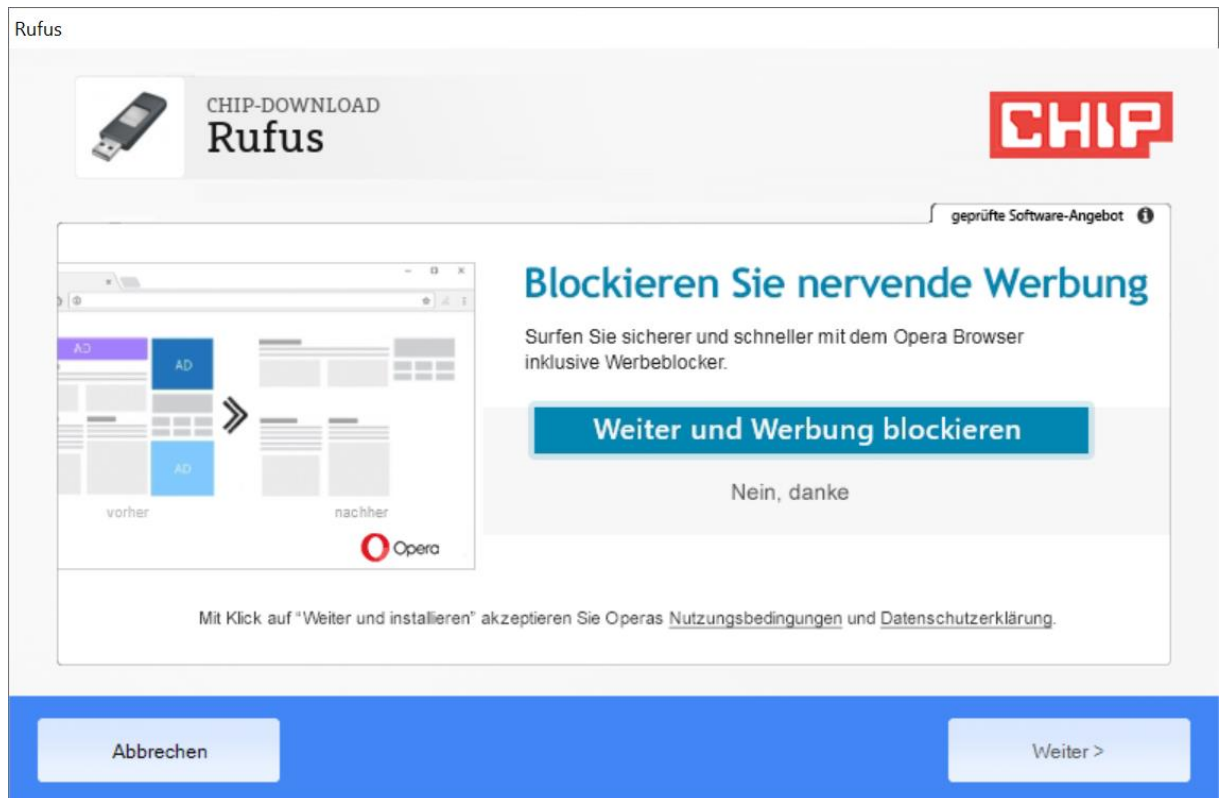 Rufus
CHIP-DOWNLOAD
Rufus
CHIP
geprüfte Software-Angebot
Blockieren Sie nervende Werbung
Surfen Sie sicherer und schneller mit dem Opera Browser
inklusive Werbeblocker.
AD
AD
AD
vorher
nachher
Opera
Weiter und Werbung blockieren
Nein, danke
Mit Klick auf "Weiter und installieren" akzeptieren Sie Operas Nutzungsbedingungen und Datenschutzerklärung.
Abbrechen
Weiter >